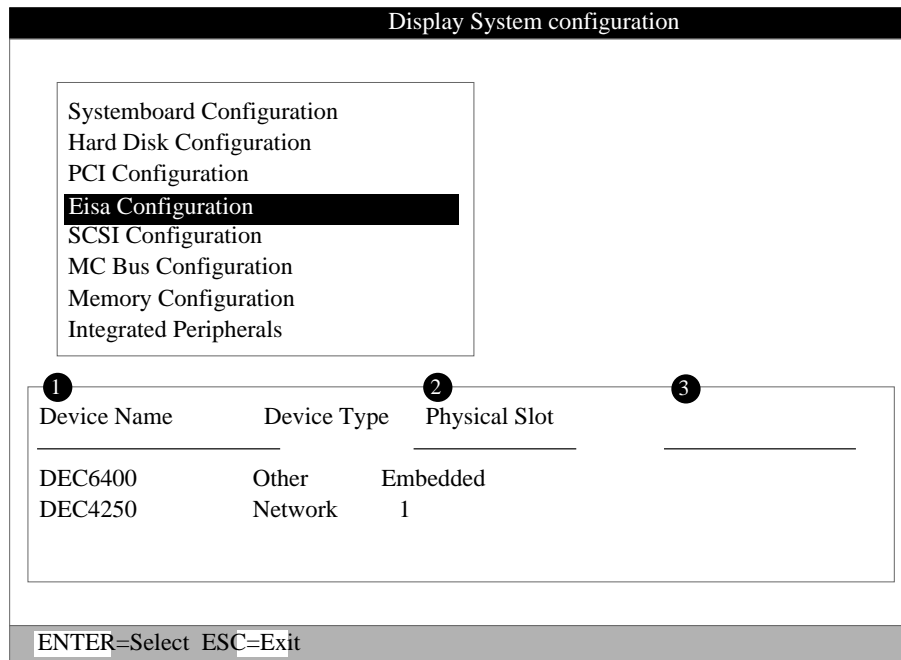 Display System configuration
Systemboard Configuration
Hard Disk Configuration
PCI Configuration
Eisa Configuration
SCSI Configuration
MC Bus Configuration
Memory Configuration
Integrated Peripherals
1 2 3
Device Name Device Type Physical Slot
DEC6400 Other Embedded
DEC4250 Network 1
ENTER=Select ESC=Exit